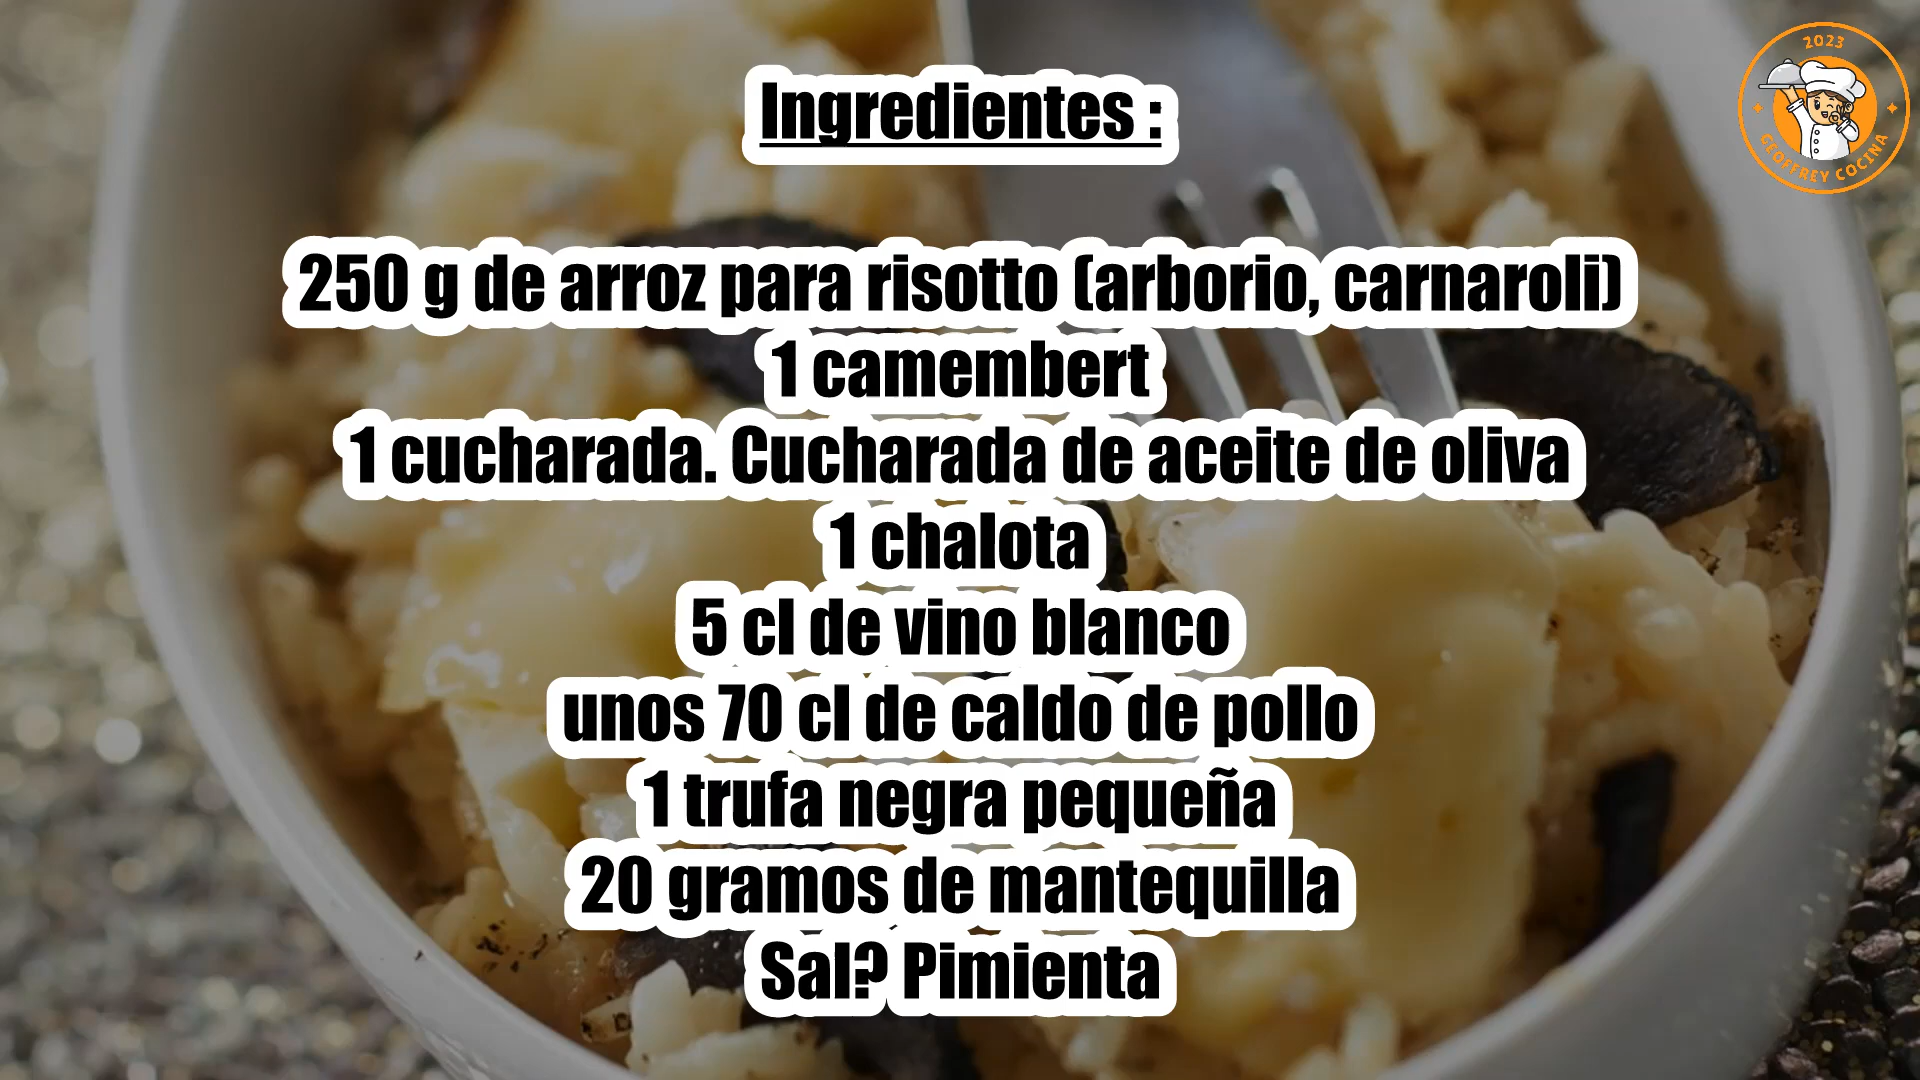 Ingredientes :
250 g de arroz para risotto (arborio, carnaroli)
1 camembert
1 cucharada. Cucharada de aceite de oliva
1 chalota
5 cl de vino blanco
unos 70 cl de caldo de pollo
1 trufa negra pequeña
20 gramos de mantequilla
Sal? Pimienta
2023
GEOFFREY COCINA